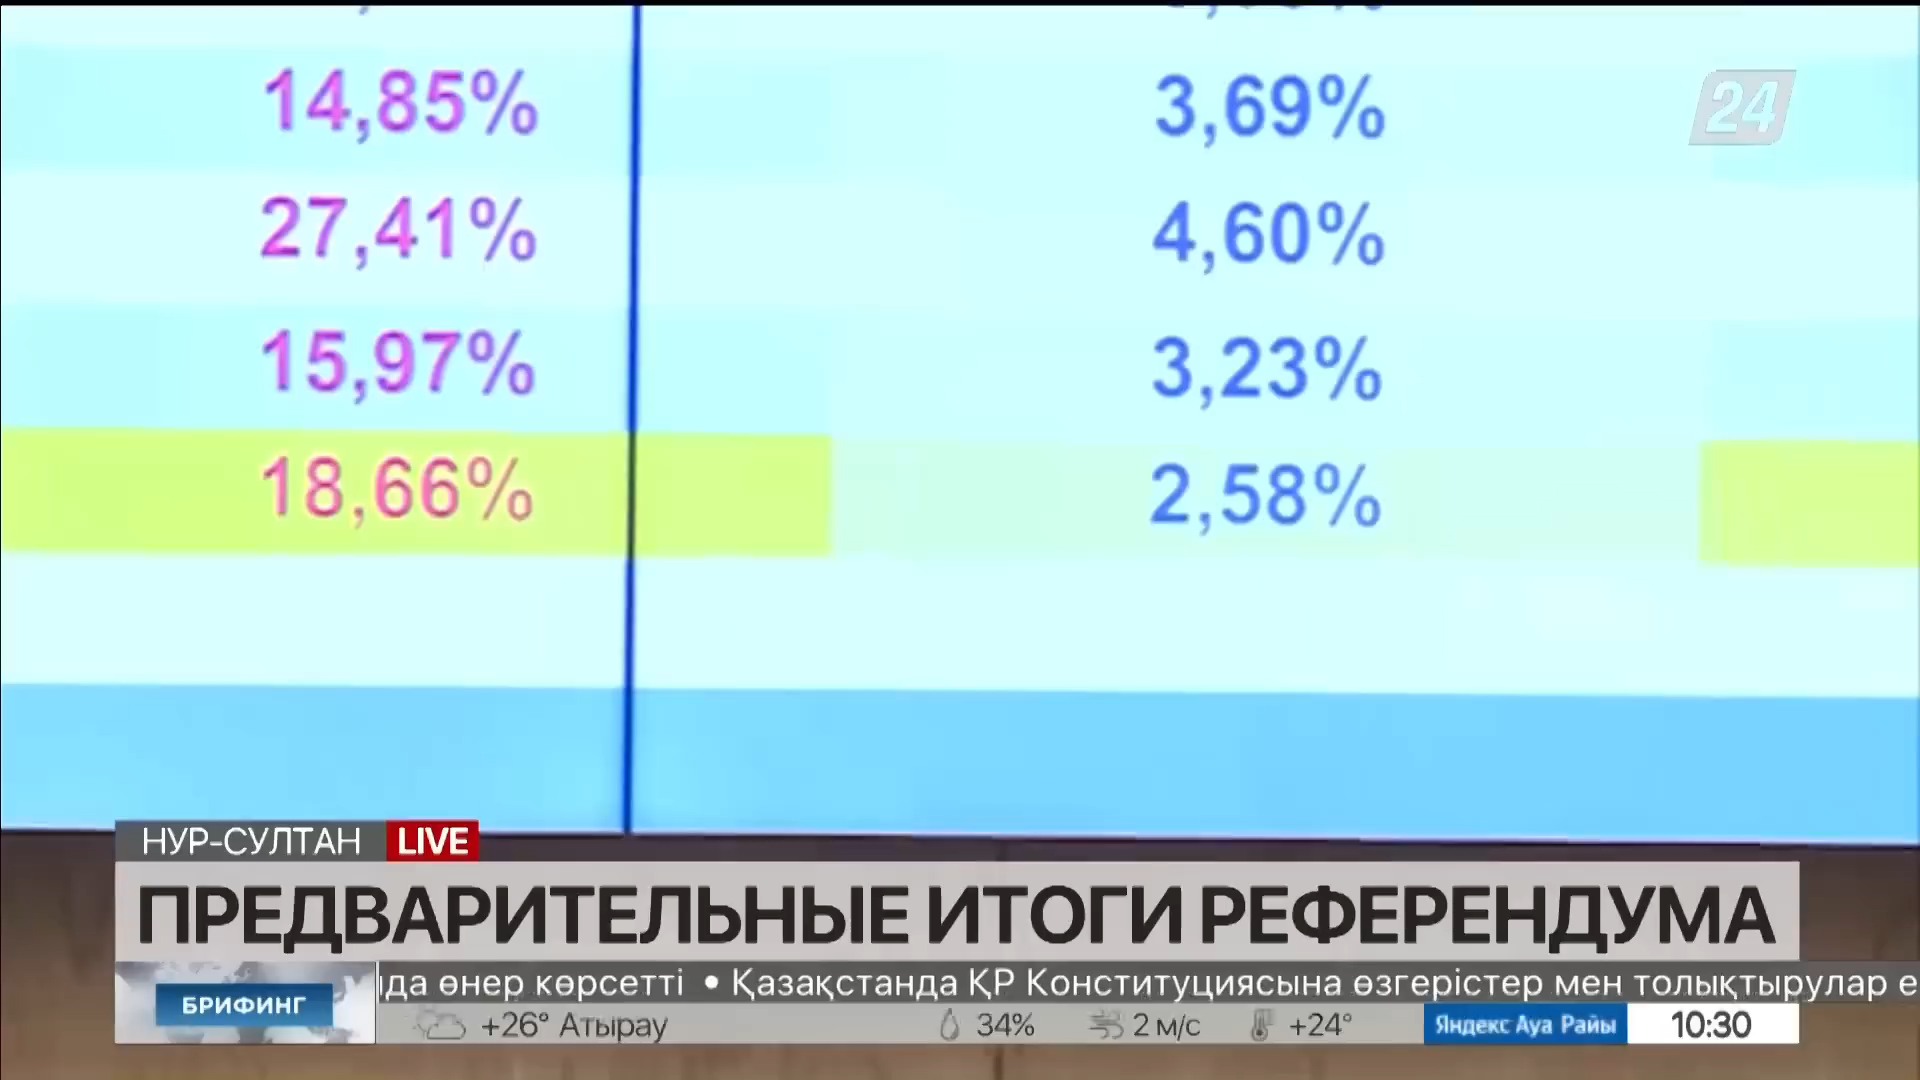 14,85% 3,69%
24
27,41% 4,60%
15,97% 3,23%
18,66% 2,58%
НУР-СУЛТАН LIVE
ПРЕДВАРИТЕЛЬНЫЕ ИТОГИ РЕФЕРЕНДУМА
да өнер көрсетті • Қазақстанда ҚР Конституциясына өзгерістер мен толықтырулар е
БРИФИНГ
+26° Атырау 34% 2 м/с +24° Яндекс Ауа Райы 10:30